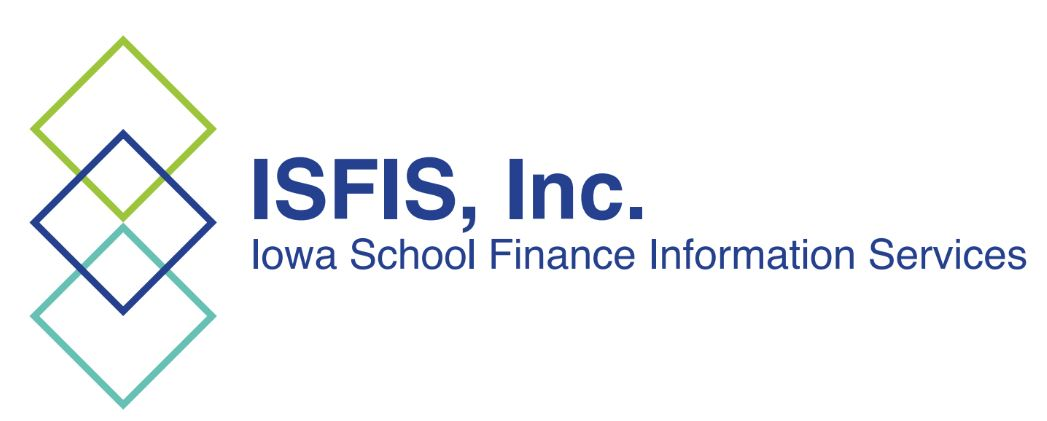 ISFIS, Inc.
Iowa School Finance Information Services